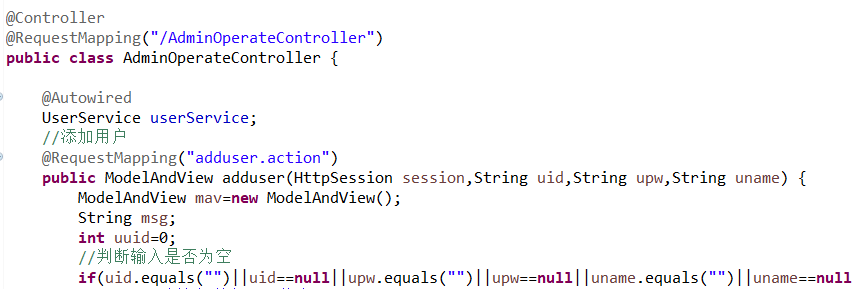 @Controller
@RequestMapping("/AdminOperateController")
public class AdminOperateController {
@Autowired
UserService userService;
//添加用户
@RequestMapping("adduser.action")
public ModelAndView adduser(HttpSession session,String uid,String upw,String uname) {
ModelAndView mav=new ModelAndView();
String msg;
int uuid=0;
//判断输入是否为空
if(uid.equals("")||uid==null||upw.equals("")||upw==null||uname.equals("")||uname==null